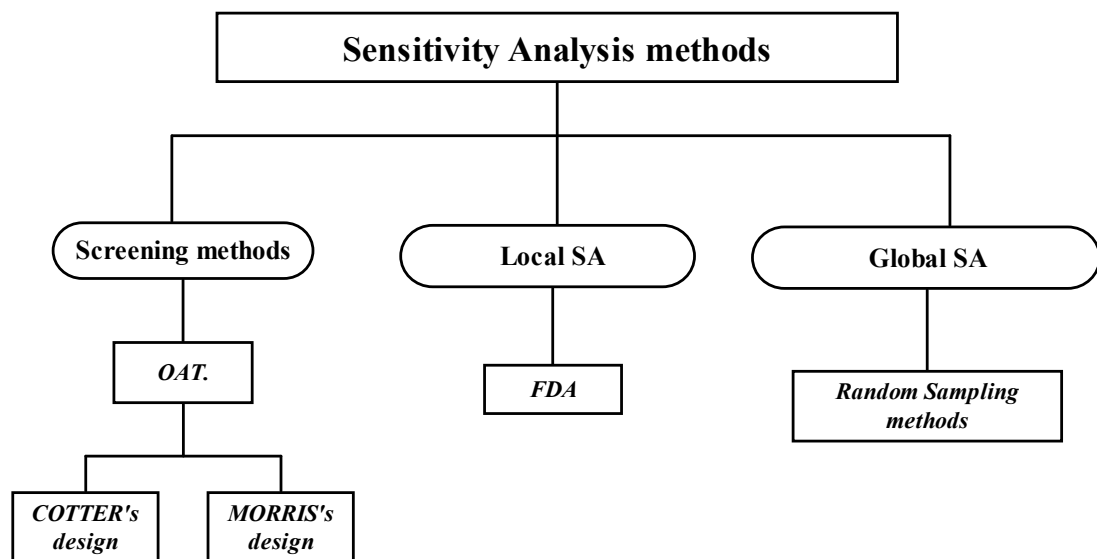 Sensitivity Analysis methods
Screening methods
Local SA
Global SA
OAT.
FDA
Random Sampling
methods
COTTER's
design
MORRIS's
design